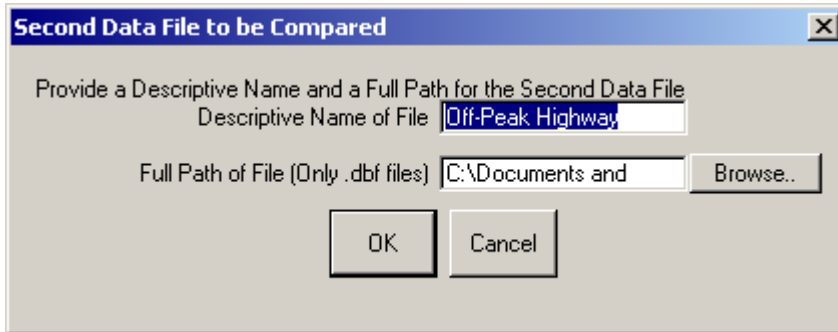 Second Data File to be Compared
Provide a Descriptive Name and a Full Path for the Second Data File
Descriptive Name of File Off-Peak Highway
Full Path of File (Only .dbf files) C:\Documents and Browse..
OK Cancel